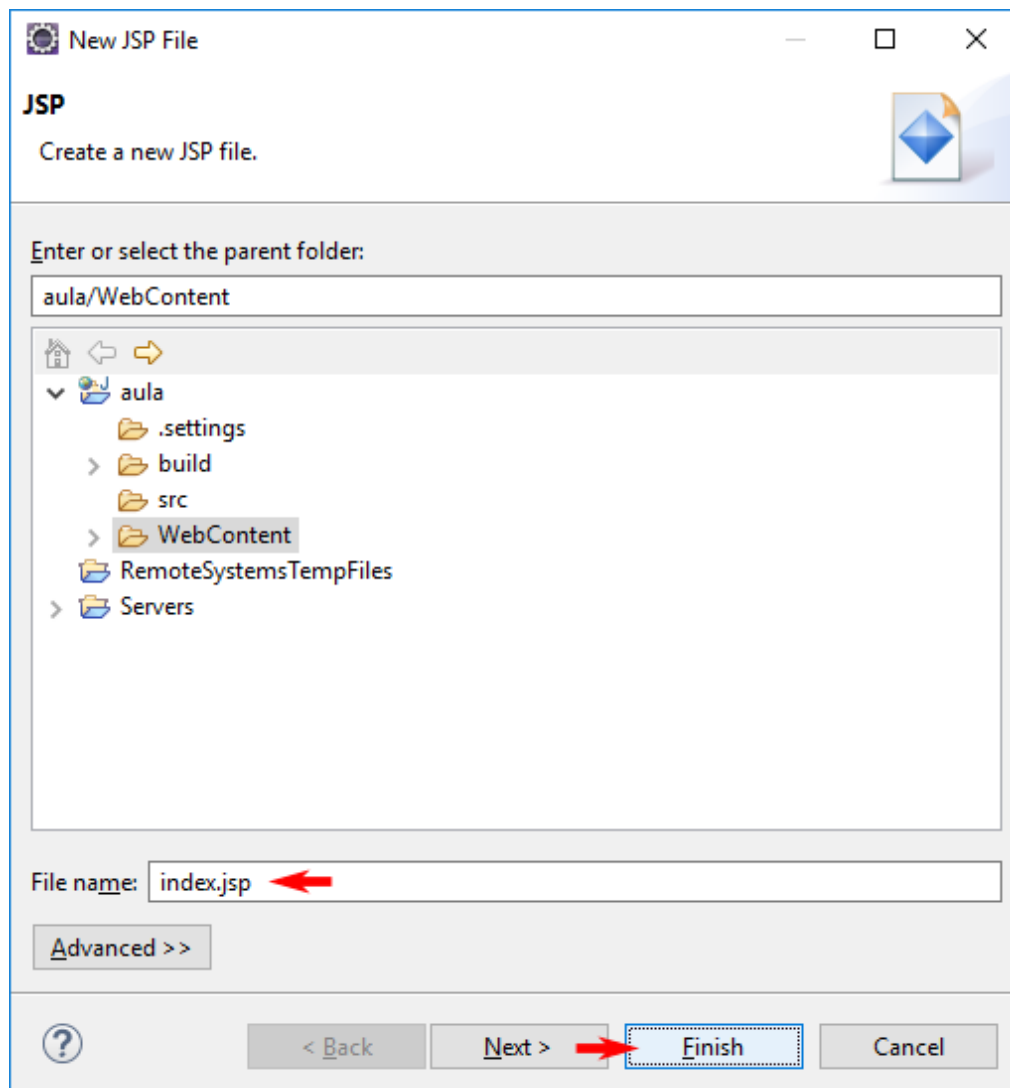 New JSP File
JSP
Create a new JSP file.
Enter or select the parent folder:
aula/WebContent
aula
.settings
build
src
WebContent
RemoteSystemsTempFiles
Servers
File name: index.jsp
Advanced >>
? < Back Next > Finish Cancel